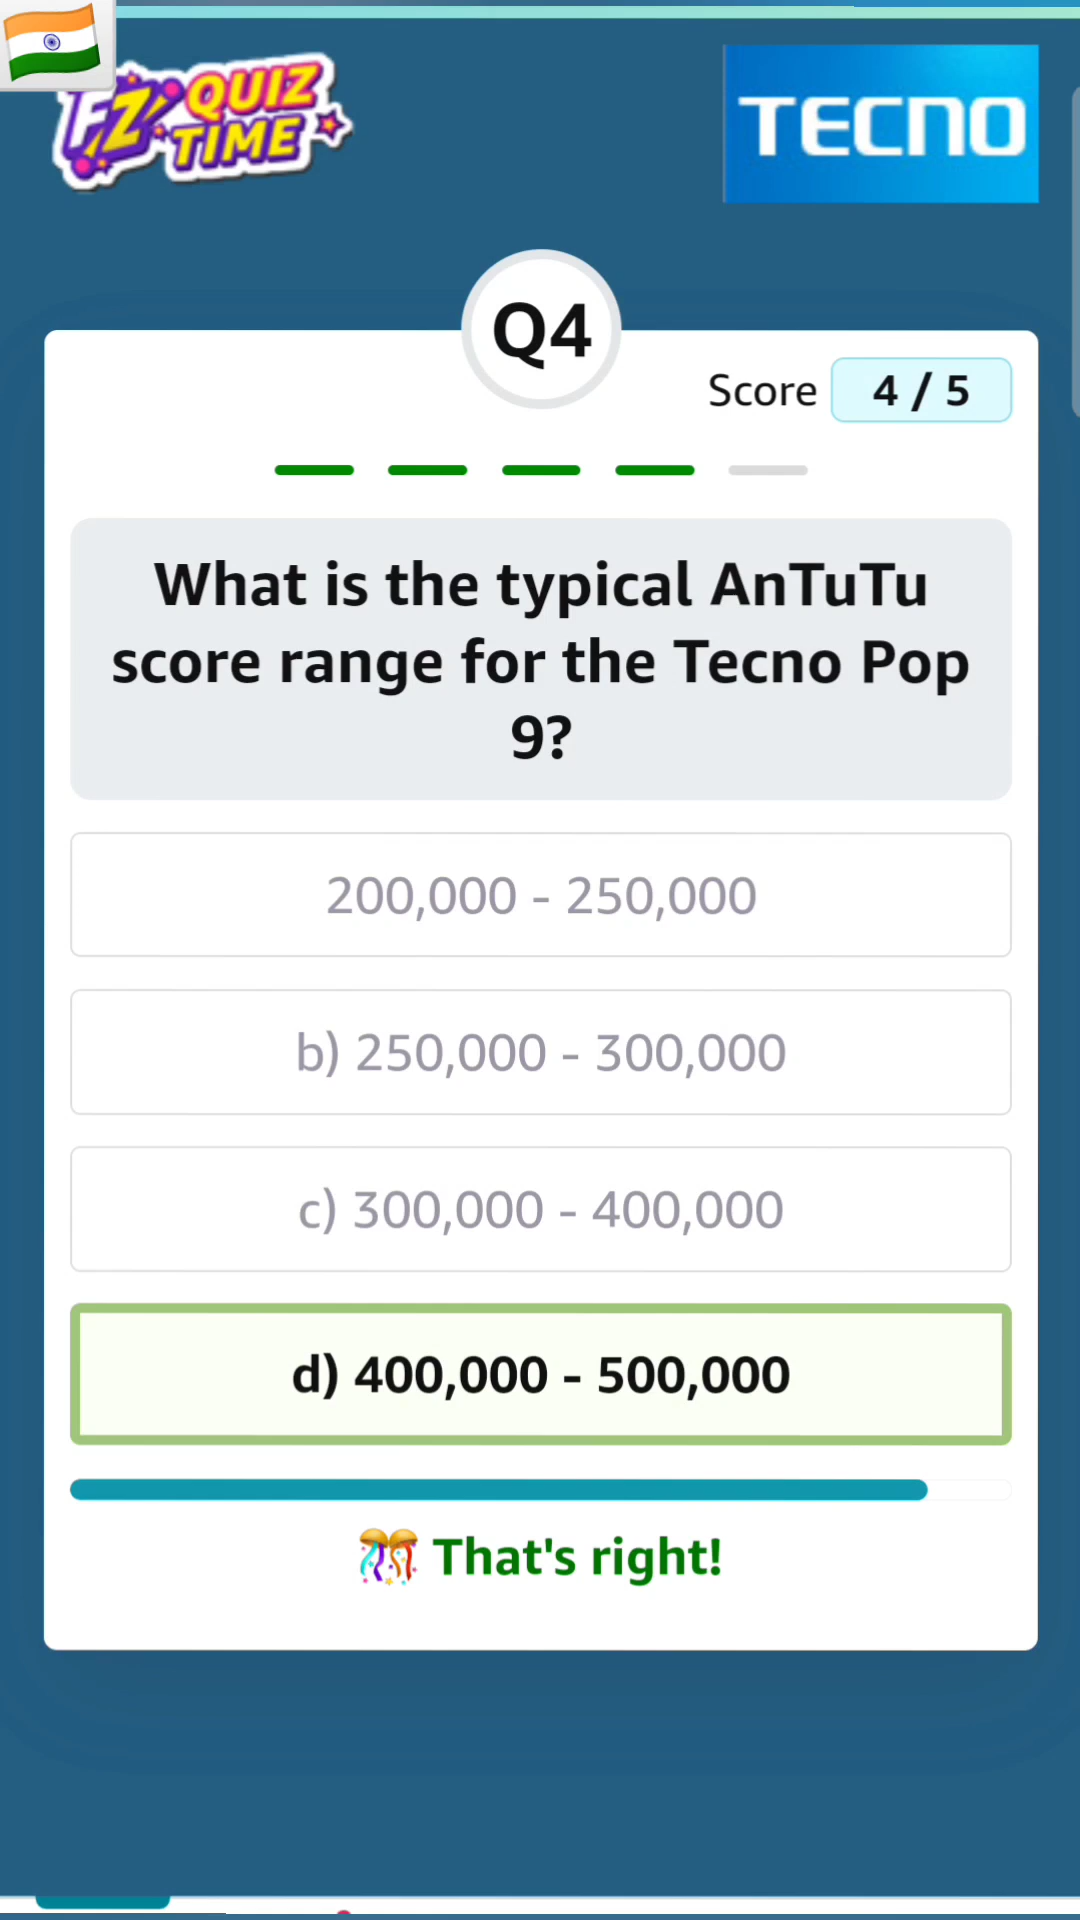 FZ QUIZ
TIME
TECNO
Q4
Score 4 / 5
What is the typical AnTuTu
score range for the Tecno Pop
9?
200,000 - 250,000
b) 250,000 - 300,000
c) 300,000 - 400,000
d) 400,000 - 500,000
That's right!